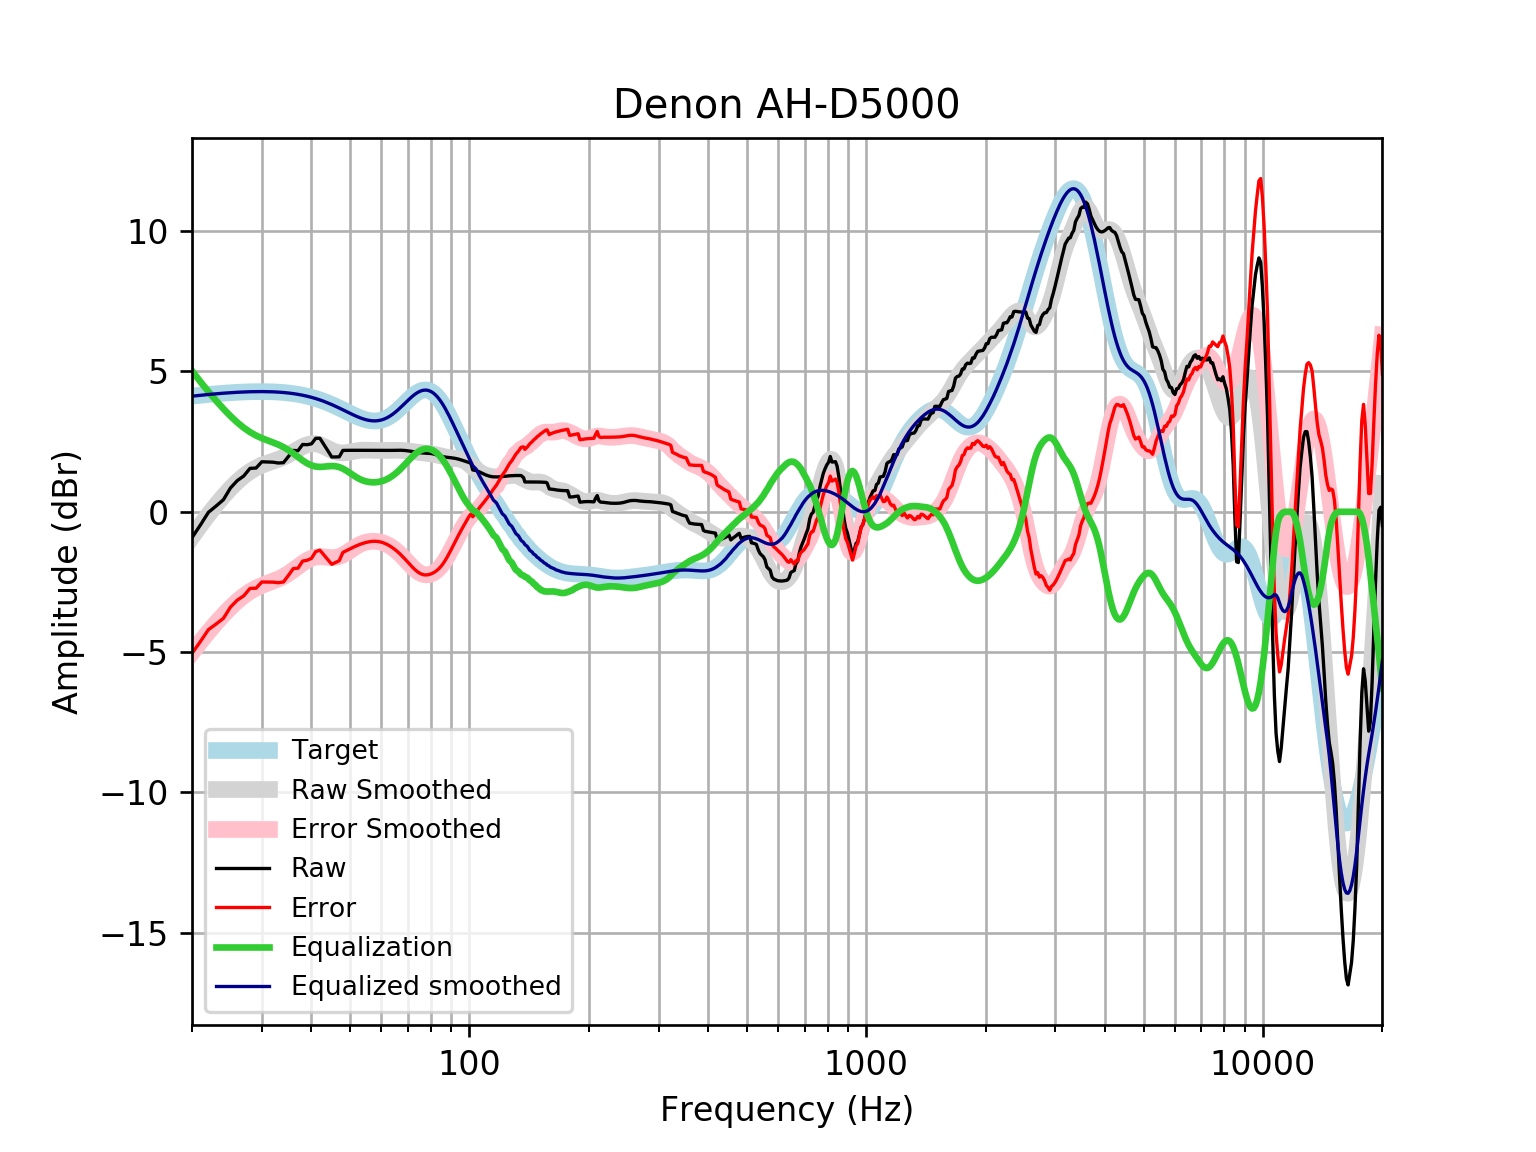 Denon AH-D5000
Amplitude (dBr)
10
5
0
−5
−10
−15
Target
Raw Smoothed
Error Smoothed
Raw
Error
Equalization
Equalized smoothed
100
1000
10000
Frequency (Hz)